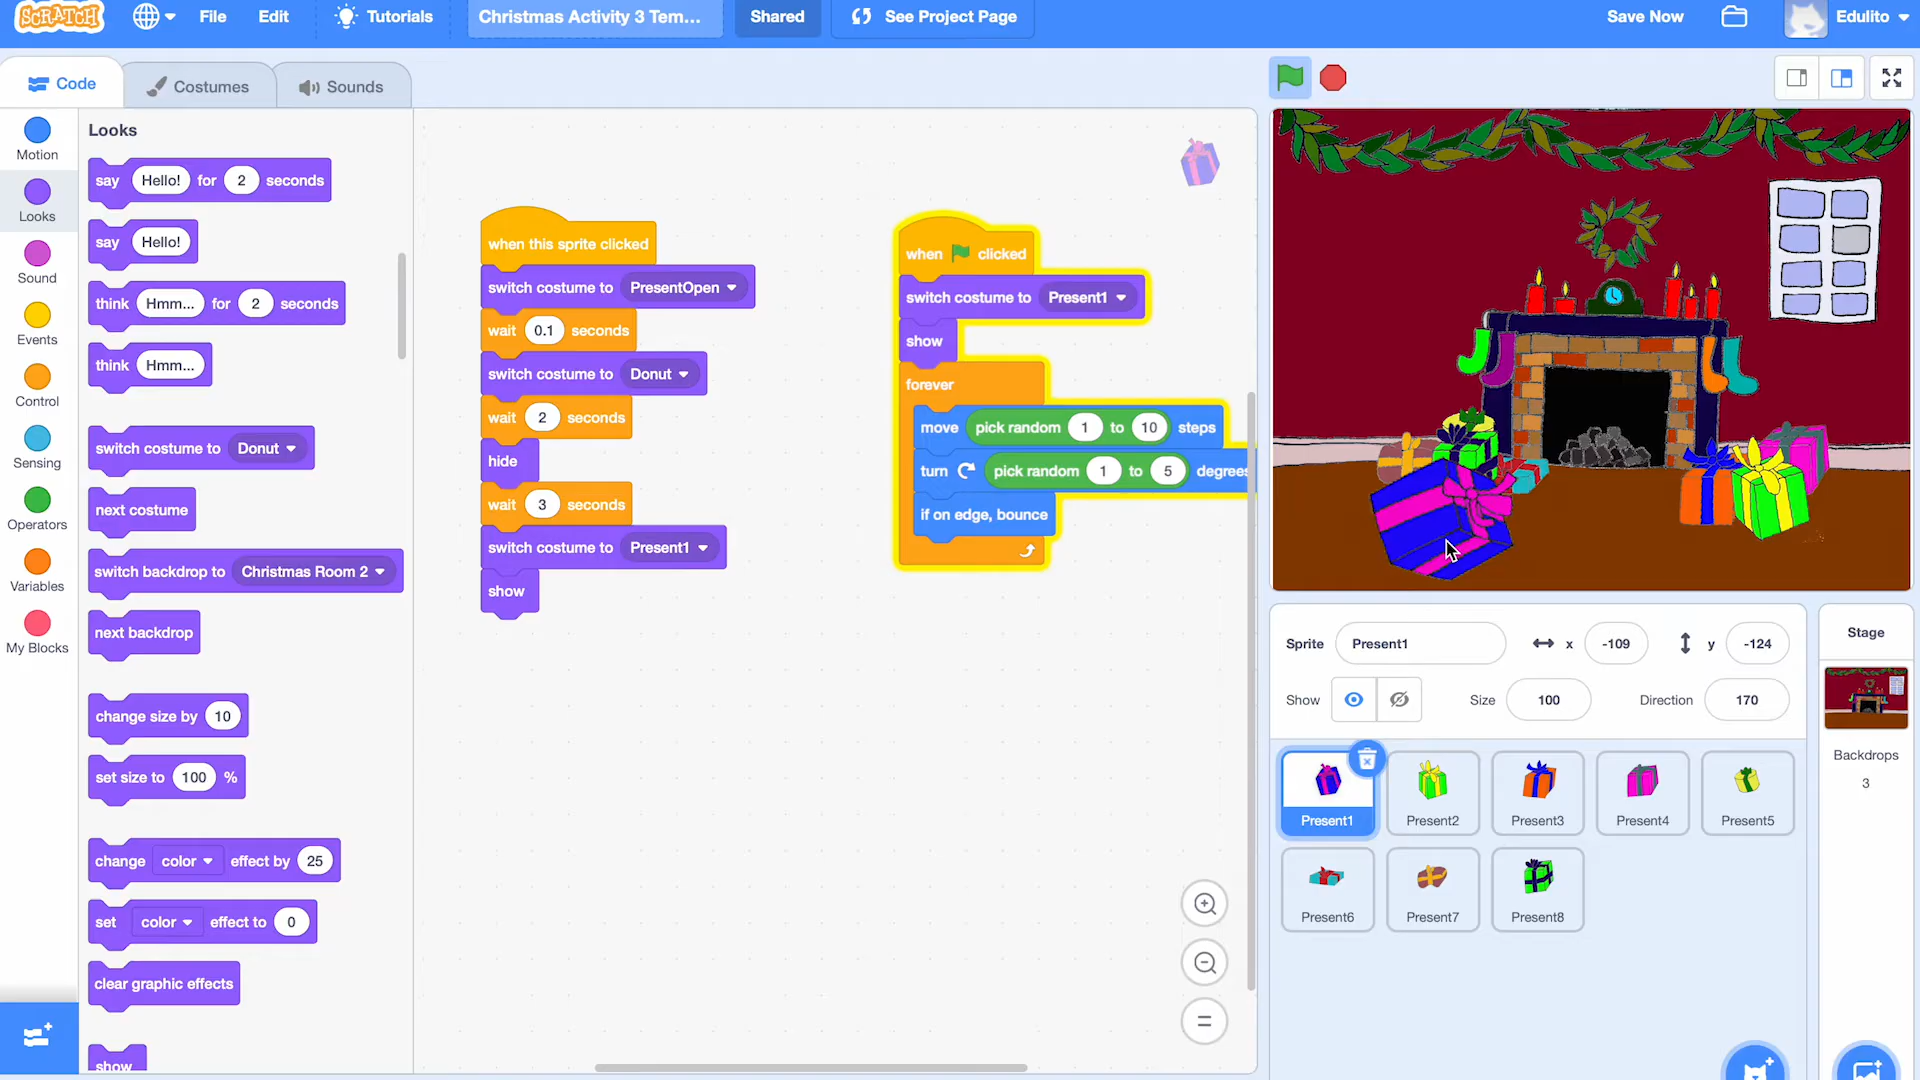 SCRATCH File Edit Tutorials Christmas Activity 3 Tem... Shared See Project Page Save Now Edulito
Code Costumes Sounds
Motion
Looks
Sound
Events
Control
Sensing
Operators
Variables
My Blocks
Looks
say Hello! for 2 seconds
say Hello!
think Hmm... for 2 seconds
think Hmm...
switch costume to Donut
next costume
switch backdrop to Christmas Room 2
next backdrop
change size by 10
set size to 100 %
change color effect by 25
set color effect to 0
clear graphic effects
show
when this sprite clicked
switch costume to PresentOpen
wait 0.1 seconds
switch costume to Donut
wait 2 seconds
hide
wait 3 seconds
switch costume to Present1
show
when clicked
switch costume to Present1
show
forever
move pick random 1 to 10 steps
turn pick random 1 to 5 degrees
if on edge, bounce
Sprite Present1 x -109 y -124
Show Size 100 Direction 170
Present1 Present2 Present3 Present4 Present5
Present6 Present7 Present8
Stage
Backdrops
3